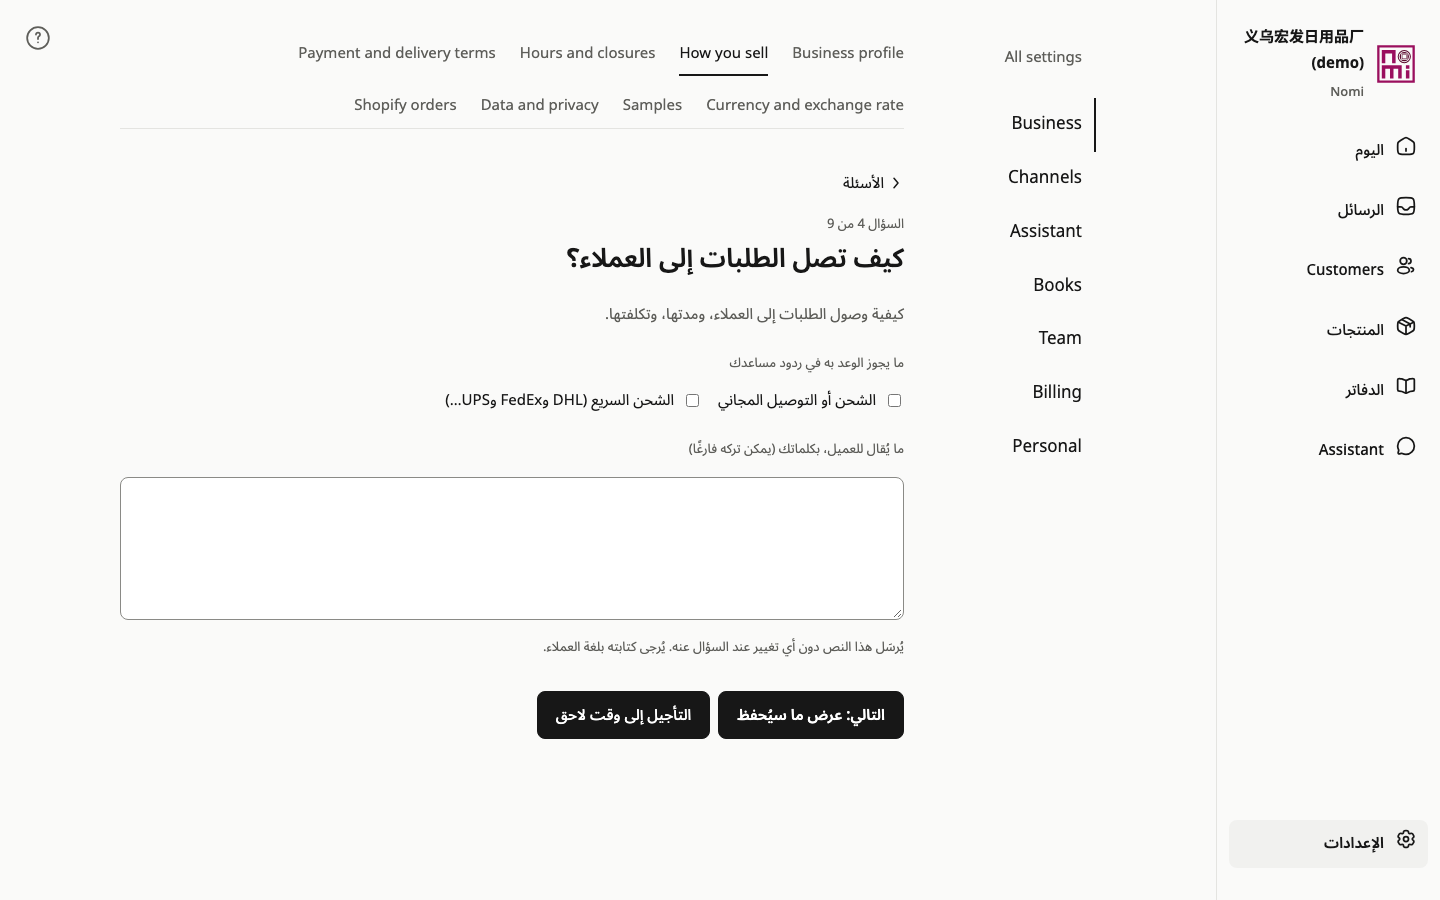 义乌宏发日用品厂
(demo)
Nomi
اليوم
الرسائل
Customers
المنتجات
الدفاتر
Assistant
الإعدادات
All settings
Business
Channels
Assistant
Books
Team
Billing
Personal
Business profile
How you sell
Hours and closures
Payment and delivery terms
Currency and exchange rate
Samples
Data and privacy
Shopify orders
الأسئلة
السؤال 4 من 9
كيف تصل الطلبات إلى العملاء؟
كيفية وصول الطلبات إلى العملاء، ومدتها، وتكلفتها.
ما يجوز الوعد به في ردود مساعدك
الشحن أو التوصيل المجاني
الشحن السريع (DHL وFedEx وUPS...)
ما يُقال للعميل، بكلماتك (يمكن تركه فارغًا)
يُرسَل هذا النص دون أي تغيير عند السؤال عنه. يُرجى كتابته بلغة العملاء.
التالي: عرض ما سيُحفظ
التأجيل إلى وقت لاحق